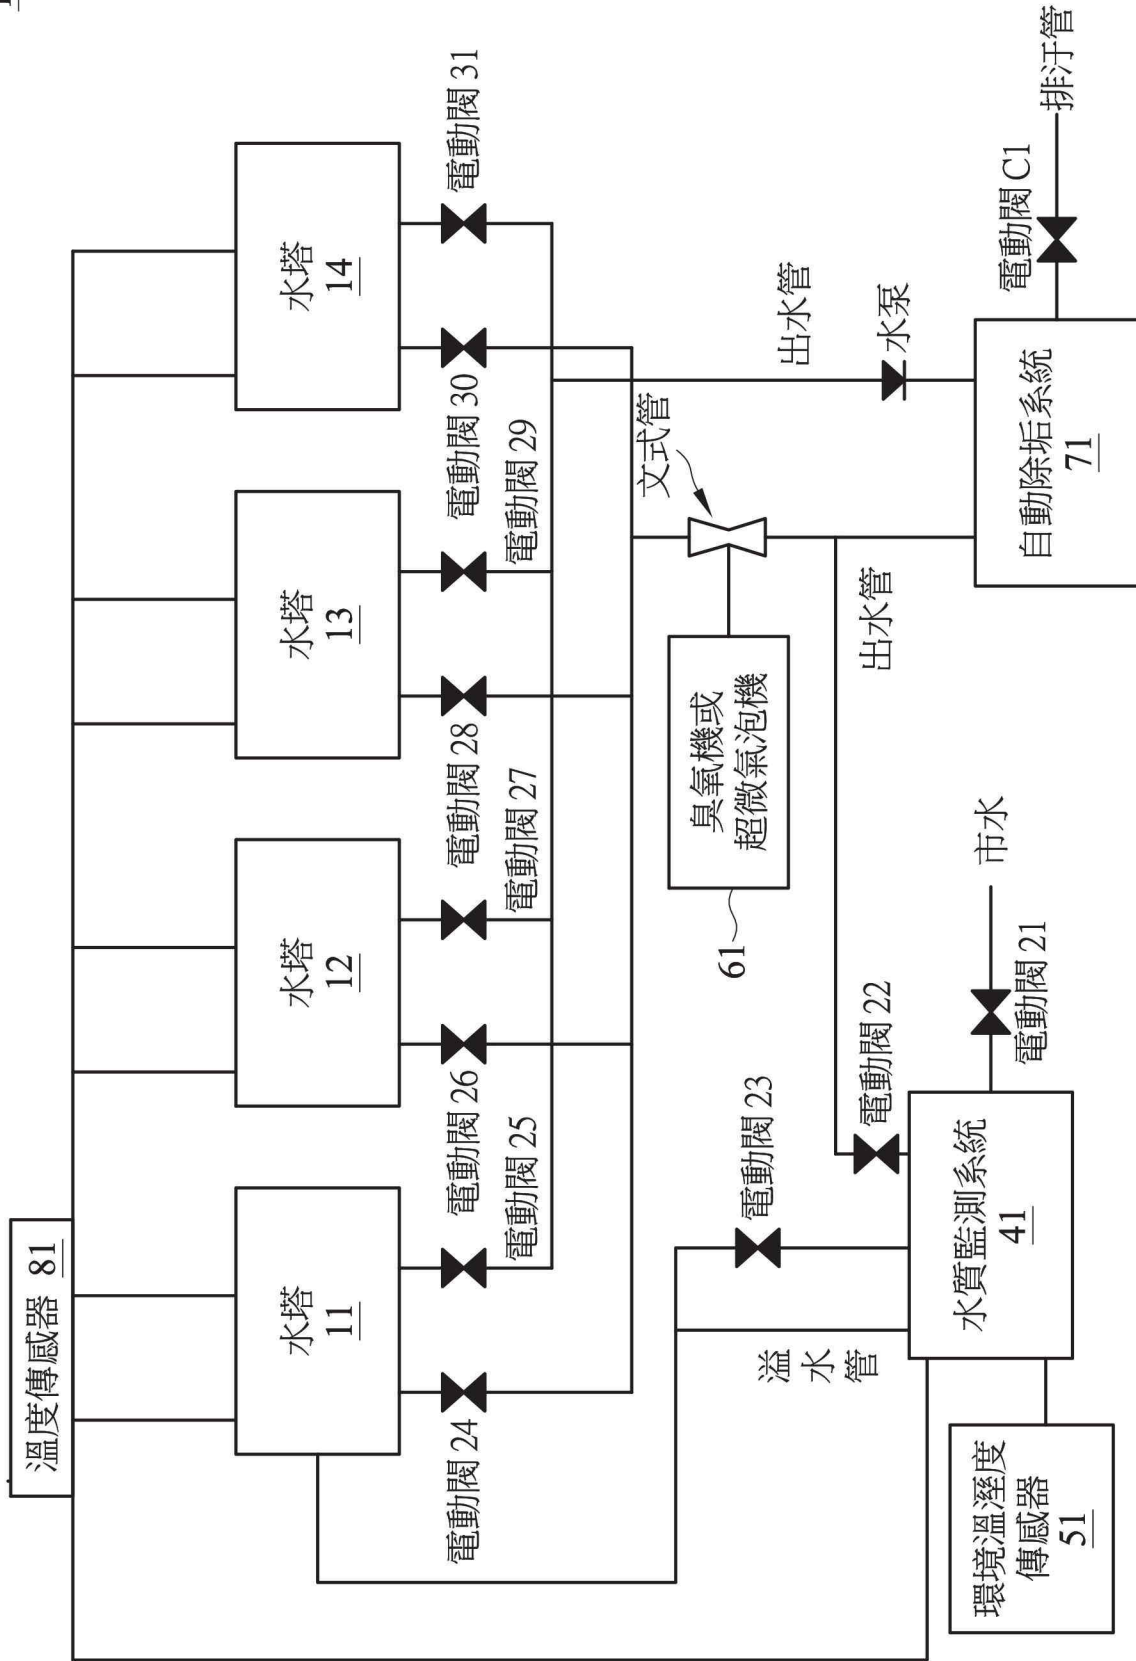 溫度傳感器 81
水塔
11
水塔
12
水塔
13
水塔
14
電動閥 24
電動閥 25
電動閥 26
電動閥 27
電動閥 28
電動閥 29
電動閥 30
電動閥 31
溢水管
電動閥 23
61
臭氧機或
超微氣泡機
文式管
出水管
電動閥 22
出水管
水泵
環境溫溼度
傳感器
51
水質監測系統
41
電動閥 21
市水
自動除垢系統
71
電動閥 C1
排汙管